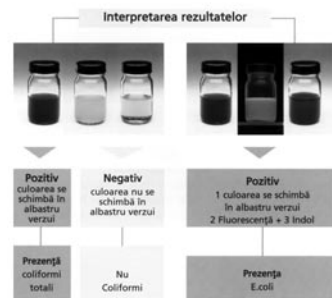 Interpretarea rezultatelor
Pozitiv
culoarea se
schimbă în
albastru
verzui
Negativ
culoarea nu se
schimbă în
albastru verzui
Pozitiv
1 culoarea se schimbă
în albastru verzui
2 Fluorescență + 3 Indol
Prezență
coliformi
totali
Nu
Coliformi
Prezența
E.coli